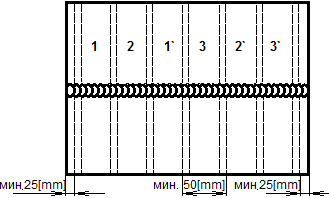 1 2 1` 3 2` 3`
мин,25[mm] мин. 50[mm] мин,25[mm]